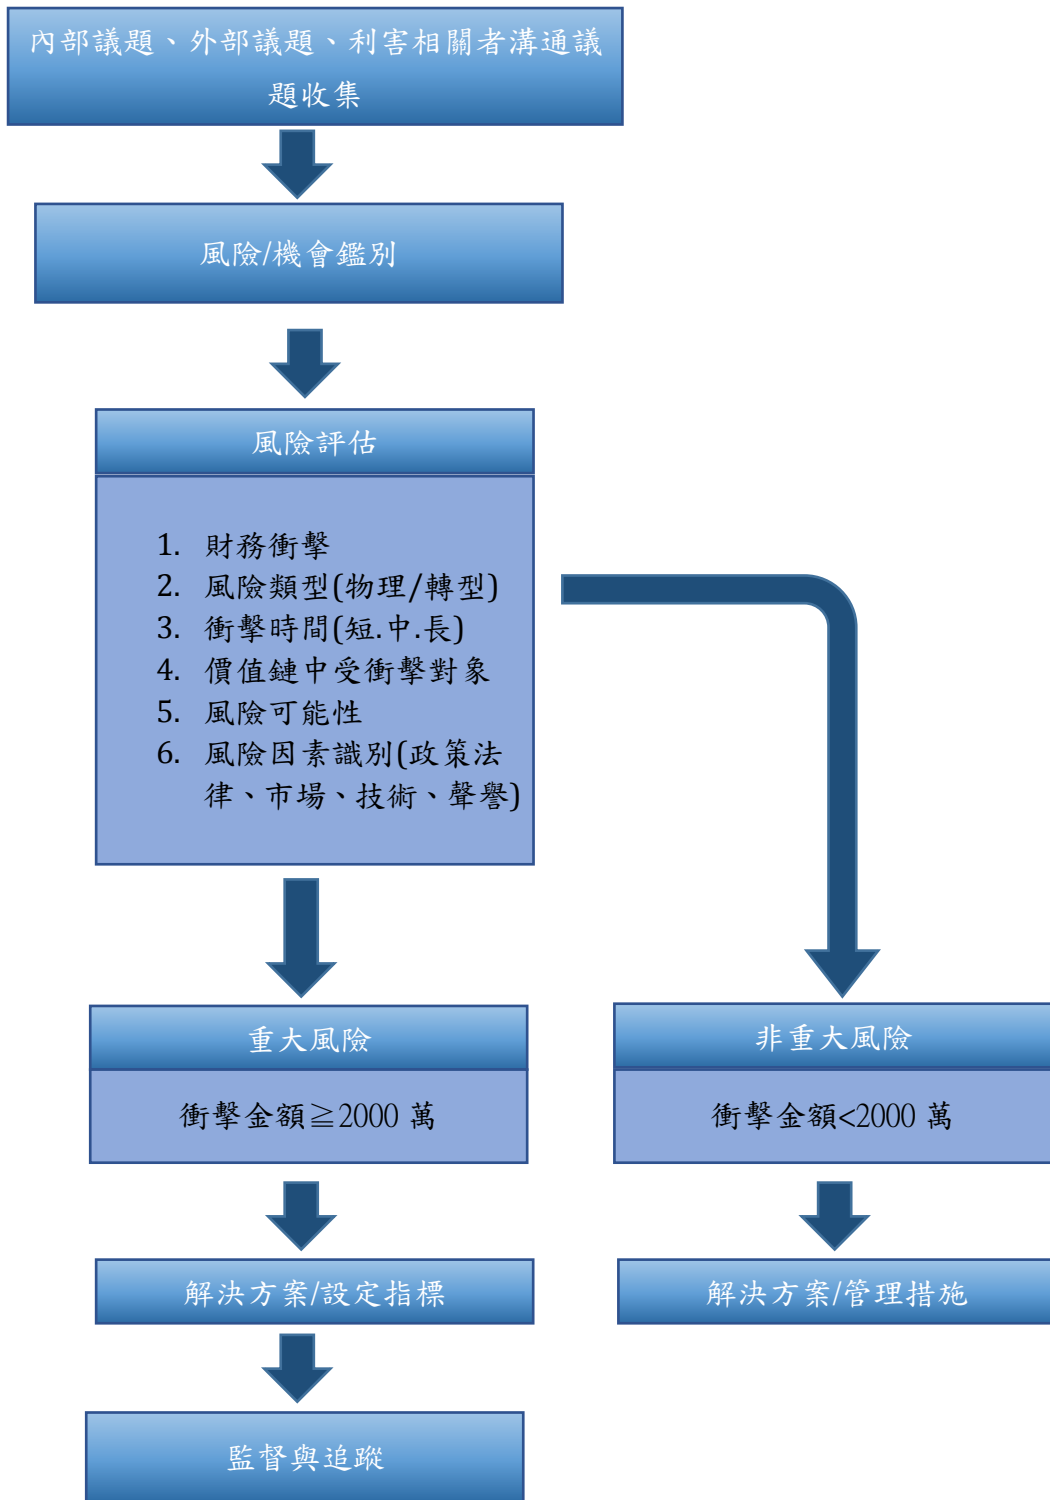 內部議題、外部議題、利害相關者溝通議
題收集
風險/機會鑑別
風險評估
1. 財務衝擊
2. 風險類型(物理/轉型)
3. 衝擊時間(短.中.長)
4. 價值鏈中受衝擊對象
5. 風險可能性
6. 風險因素識別(政策法
律、市場、技術、聲譽)
重大風險
衝擊金額≧2000 萬
非重大風險
衝擊金額<2000 萬
解決方案/設定指標
解決方案/管理措施
監督與追蹤